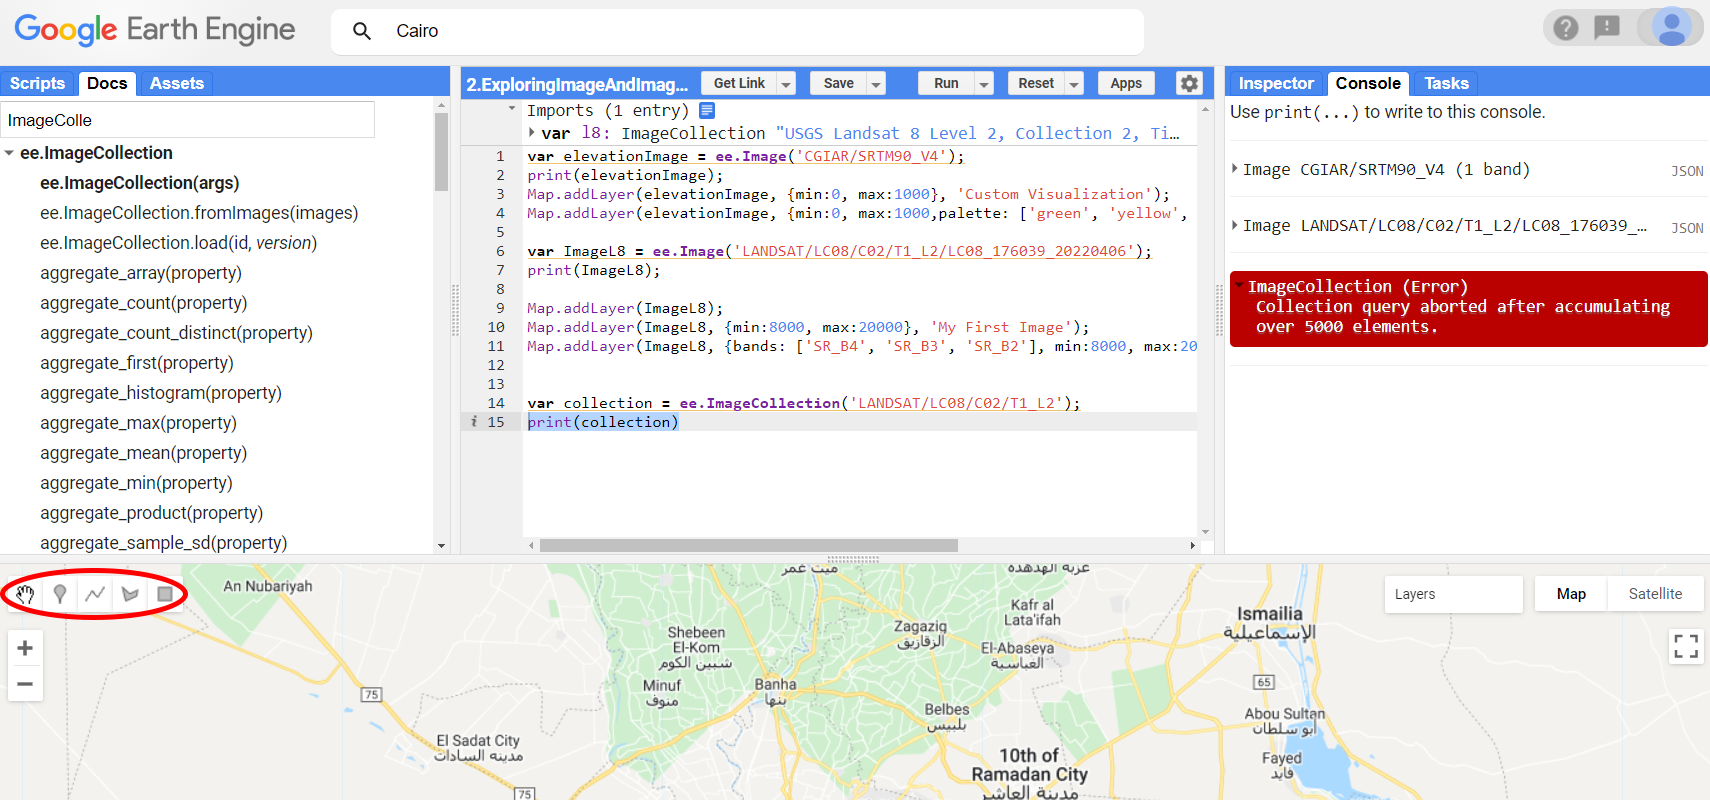 Google Earth Engine
Cairo
Scripts Docs Assets
ImageColle
ee.ImageCollection
ee.ImageCollection(args)
ee.ImageCollection.fromImages(images)
ee.ImageCollection.load(id, version)
aggregate_array(property)
aggregate_count(property)
aggregate_count_distinct(property)
aggregate_first(property)
aggregate_histogram(property)
aggregate_max(property)
aggregate_mean(property)
aggregate_min(property)
aggregate_product(property)
aggregate_sample_sd(property)
2.ExploringImageAndImag... Get Link Save Run Reset Apps
Imports (1 entry)
var l8: ImageCollection "USGS Landsat 8 Level 2, Collection 2, Ti...
1 var elevationImage = ee.Image('CGIAR/SRTM90_V4');
2 print(elevationImage);
3 Map.addLayer(elevationImage, {min:0, max:1000}, 'Custom Visualization');
4 Map.addLayer(elevationImage, {min:0, max:1000,palette: ['green', 'yellow',
5
6 var ImageL8 = ee.Image('LANDSAT/LC08/C02/T1_L2/LC08_176039_20220406');
7 print(ImageL8);
8
9 Map.addLayer(ImageL8);
10 Map.addLayer(ImageL8, {min:8000, max:20000}, 'My First Image');
11 Map.addLayer(ImageL8, {bands: ['SR_B4', 'SR_B3', 'SR_B2'], min:8000, max:20
12
13
14 var collection = ee.ImageCollection('LANDSAT/LC08/C02/T1_L2');
i 15 print(collection)
Inspector Console Tasks
Use print(...) to write to this console.
Image CGIAR/SRTM90_V4 (1 band) JSON
Image LANDSAT/LC08/C02/T1_L2/LC08_176039_... JSON
ImageCollection (Error)
Collection query aborted after accumulating
over 5000 elements.
Layers
Map Satellite
ميت غمر
عزبة الهدهده
An Nubariyah
Kafr al
Lata'ifah
Ismailia
الإسماعيلية
Shebeen
El-Kom
شبين الكوم
Zagazig
الزقازيق
El-Abaseya
العباسية
Minuf
منوف
Banha
بنها
75
65
Belbes
بلبيس
Abou Sultan
أبو سلطان
El Sadat City
مدينه السادات
10th of
Ramadan City
مدينة العاشر
Fayed
فايد
75